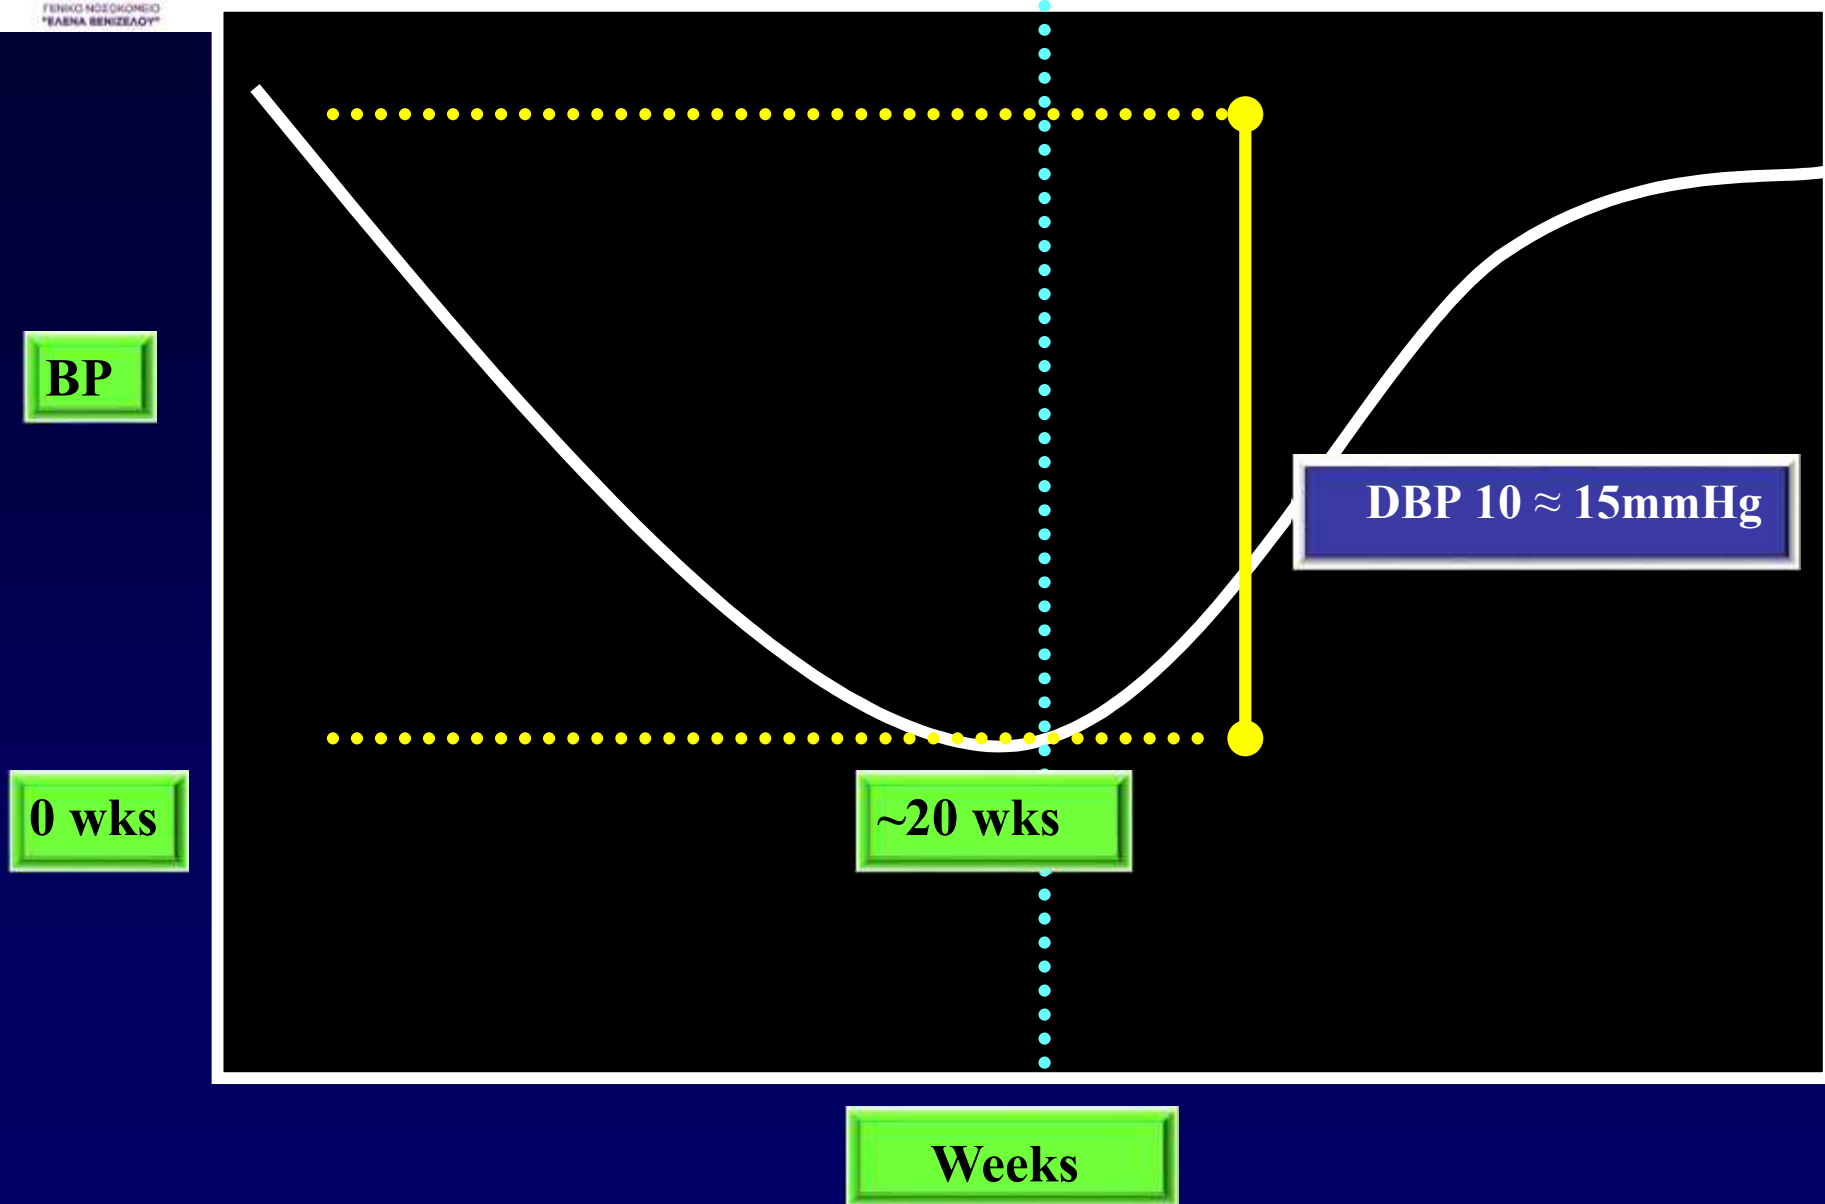 ΓΕΝΙΚΟ ΝΟΣΟΚΟΜΕΙΟ
"ΕΛΕΝΑ ΒΕΝΙΖΕΛΟΥ"
BP
DBP 10 ≈ 15mmHg
0 wks
~20 wks
Weeks